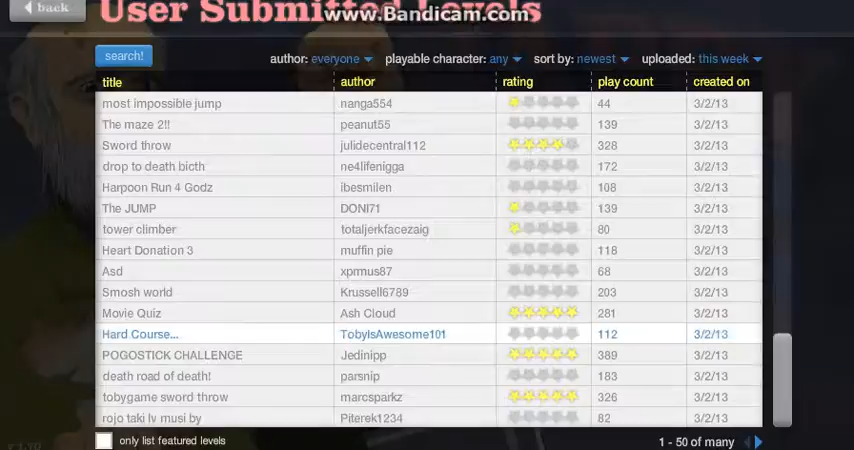 back
User Submitted Levels
www.Bandicam.com
search!
author: everyone playable character: any sort by: newest uploaded: this week
title author rating play count created on
most impossible jump nanga554 44 3/2/13
The maze 2!! peanut55 139 3/2/13
Sword throw julidecentral112 328 3/2/13
drop to death bicth ne4lifenigga 172 3/2/13
Harpoon Run 4 Godz ibesmilen 108 3/2/13
The JUMP DONI71 139 3/2/13
tower climber totaljerkfacezaig 80 3/2/13
Heart Donation 3 muffin pie 118 3/2/13
Asd xprmus87 68 3/2/13
Smosh world Krussell6789 203 3/2/13
Movie Quiz Ash Cloud 281 3/2/13
Hard Course... TobyIsAwesome101 112 3/2/13
POGOSTICK CHALLENGE Jedinipp 389 3/2/13
death road of death! parsnip 183 3/2/13
tobygame sword throw marcsparkz 326 3/2/13
rojo taki lv musi by Piterek1234 82 3/2/13
only list featured levels 1 - 50 of many